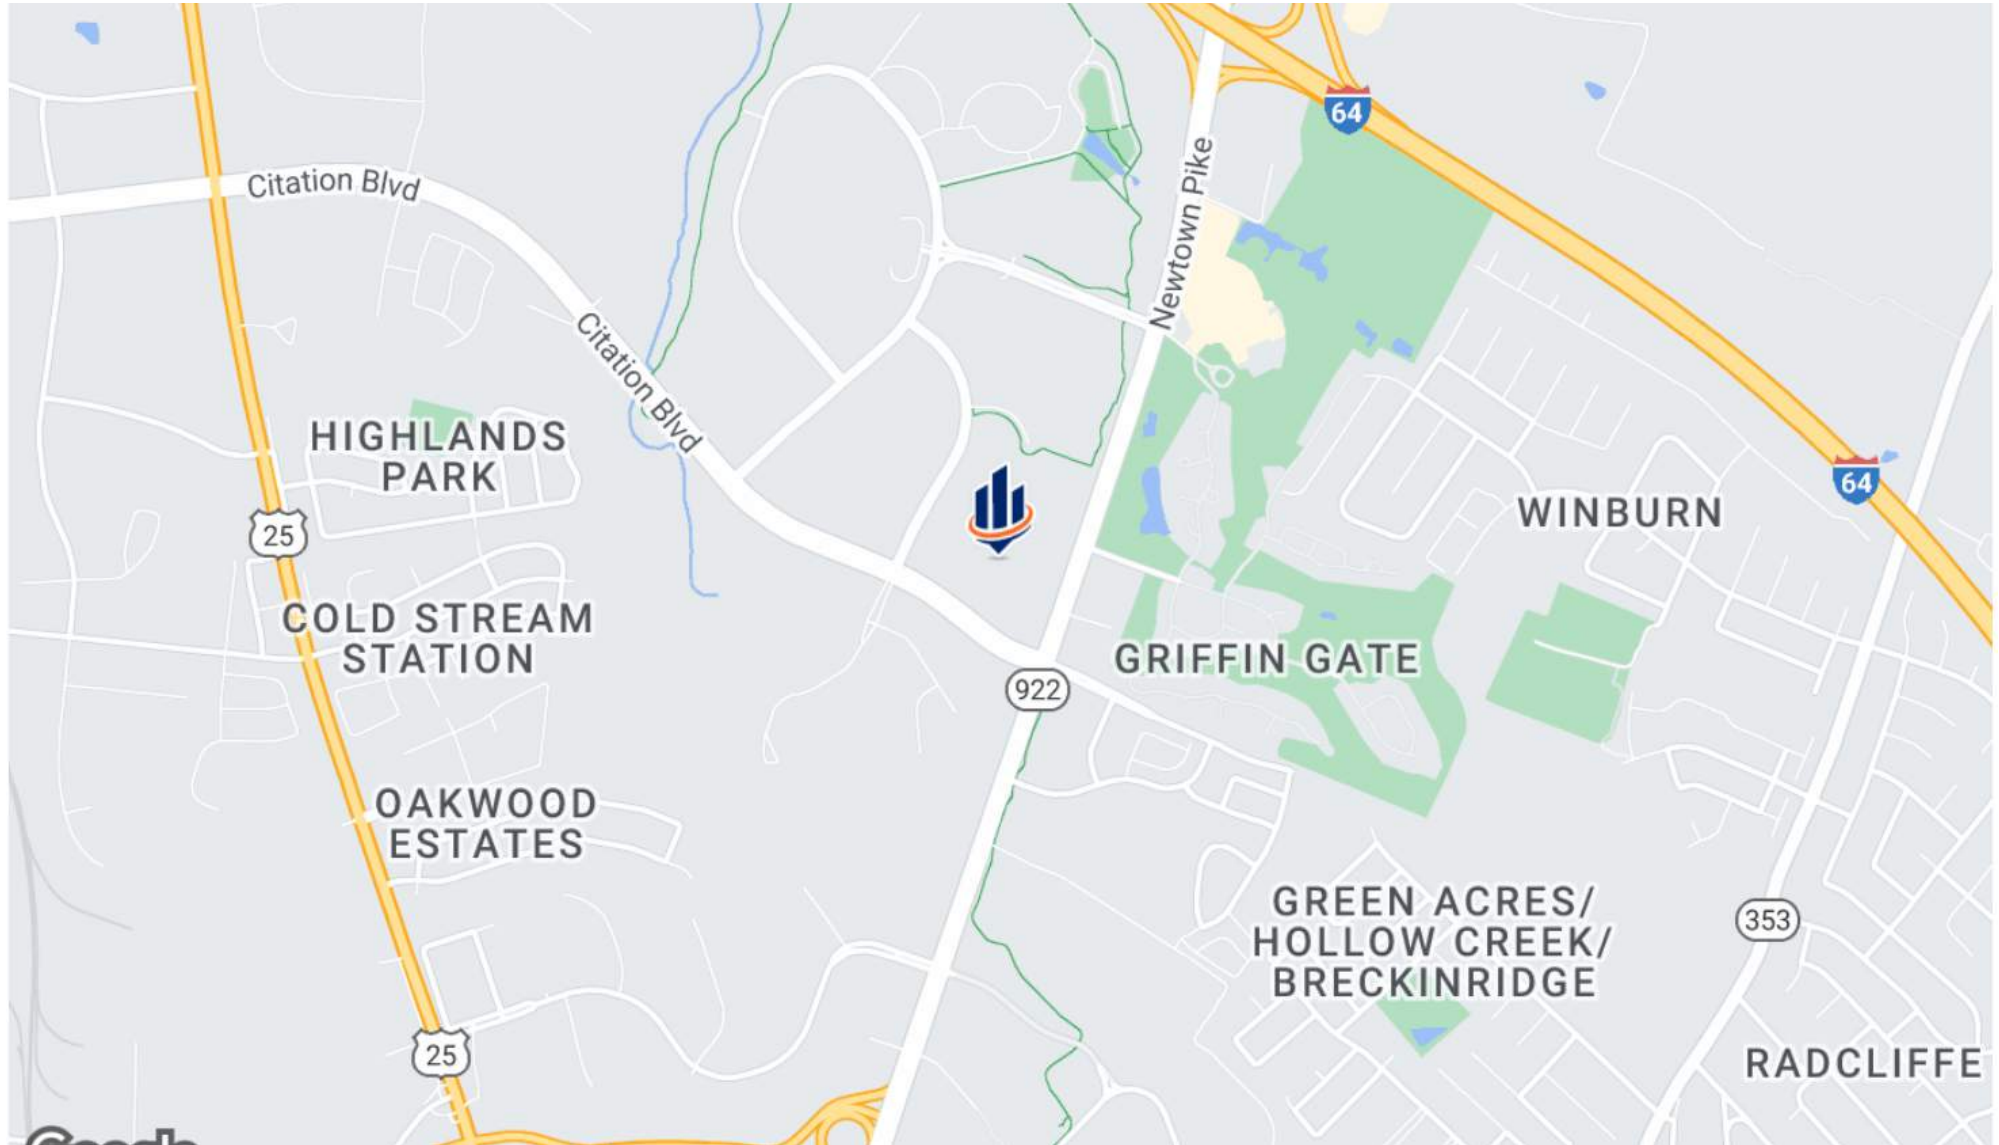 64
Newtown Pike
Citation Blvd
Citation Blvd
HIGHLANDS
PARK
64
WINBURN
25
COLD STREAM
STATION
GRIFFIN GATE
922
OAKWOOD
ESTATES
GREEN ACRES/
HOLLOW CREEK/
BRECKINRIDGE
353
25
RADCLIFFE
Google